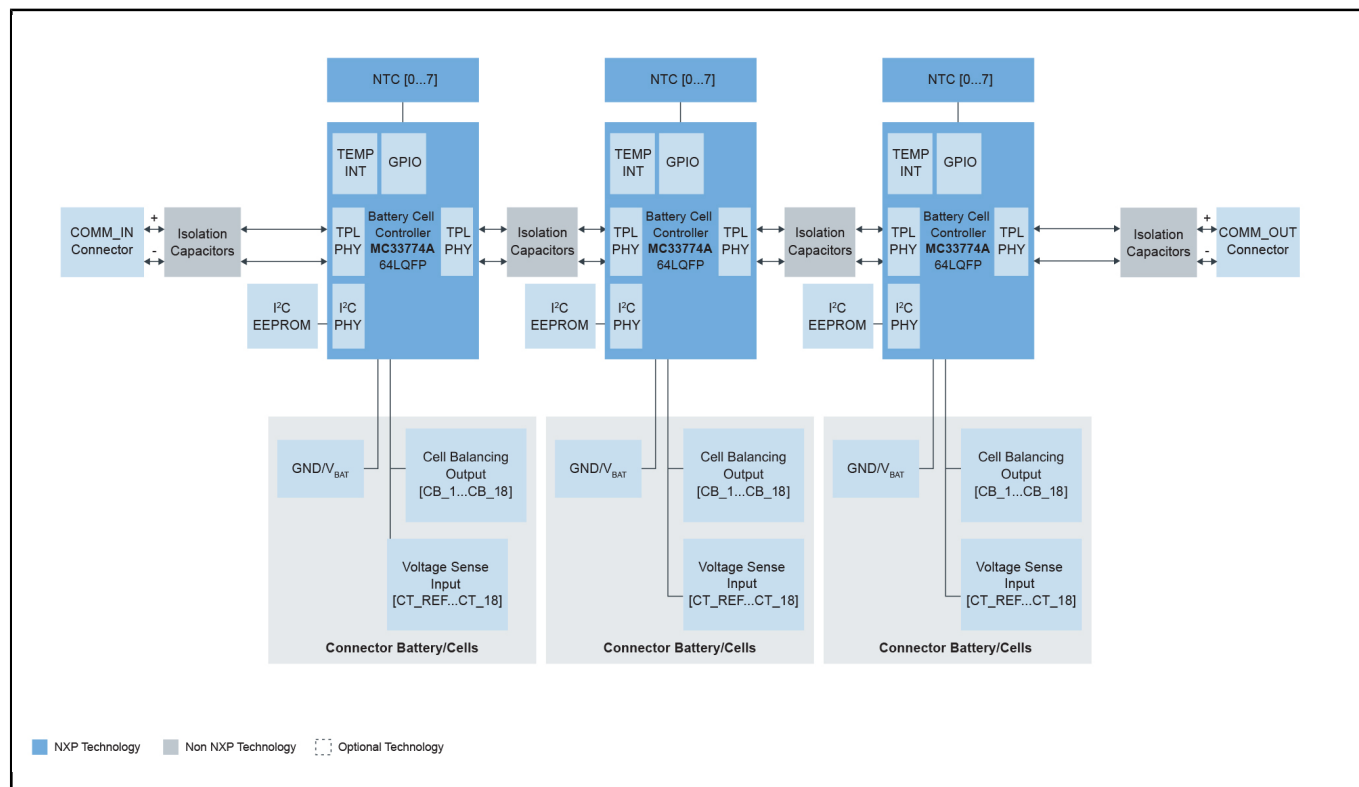 NTC [0...7]
NTC [0...7]
NTC [0...7]
TEMP
INT
GPIO
TEMP
INT
GPIO
TEMP
INT
GPIO
COMM_IN
Connector
+
-
Isolation
Capacitors
TPL
PHY
Battery Cell
Controller
MC33774A
64LQFP
TPL
PHY
Isolation
Capacitors
TPL
PHY
Battery Cell
Controller
MC33774A
64LQFP
TPL
PHY
Isolation
Capacitors
TPL
PHY
Battery Cell
Controller
MC33774A
64LQFP
TPL
PHY
Isolation
Capacitors
+
-
COMM_OUT
Connector
I²C
EEPROM
I²C
PHY
I²C
EEPROM
I²C
PHY
I²C
EEPROM
I²C
PHY
GND/VBAT
Cell Balancing
Output
[CB_1...CB_18]
Voltage Sense
Input
[CT_REF...CT_18]
Connector Battery/Cells
GND/VBAT
Cell Balancing
Output
[CB_1...CB_18]
Voltage Sense
Input
[CT_REF...CT_18]
Connector Battery/Cells
GND/VBAT
Cell Balancing
Output
[CB_1...CB_18]
Voltage Sense
Input
[CT_REF...CT_18]
Connector Battery/Cells
NXP Technology
Non NXP Technology
Optional Technology